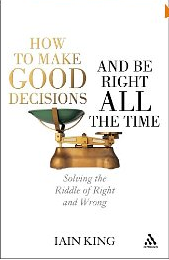 HOW
TO MAKE
GOOD
DECISIONS
AND BE
RIGHT
ALL
THE TIME
Solving the
Riddle of Right
and Wrong
IAIN KING